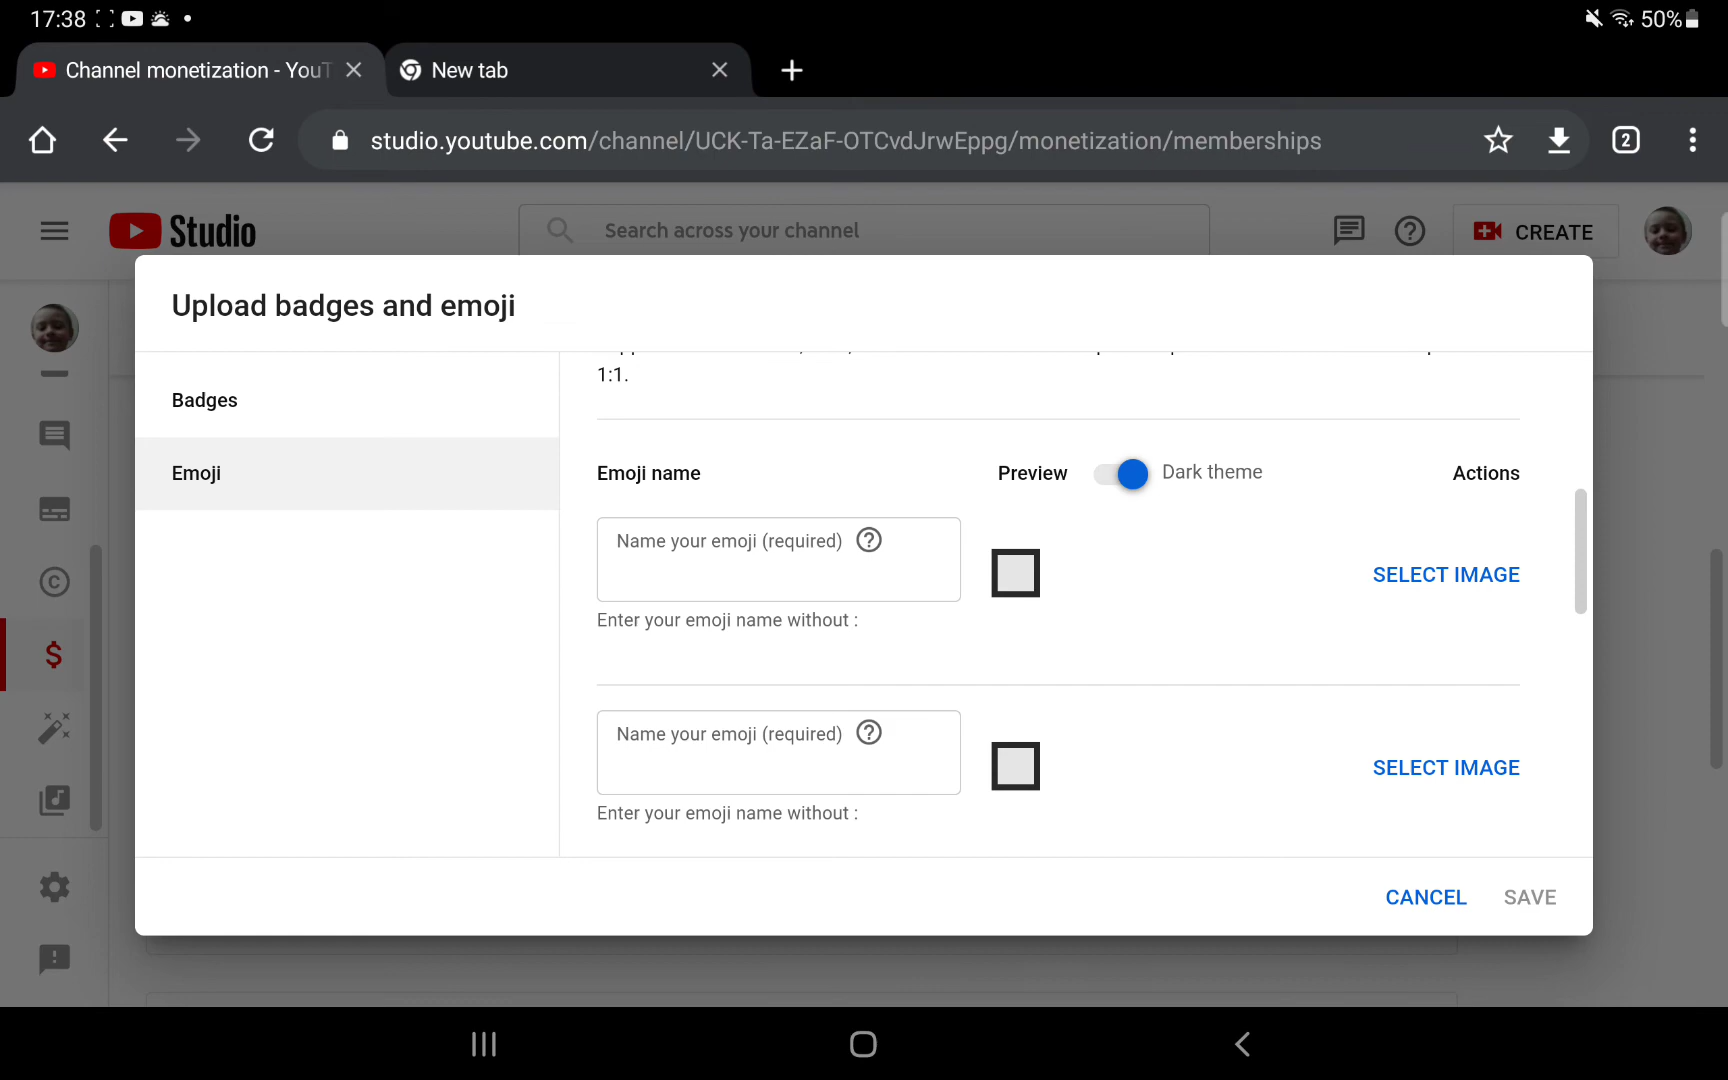 17:38
50%
Channel monetization - YouT
New tab
studio.youtube.com/channel/UCK-Ta-EZaF-OTCvdJrwEppg/monetization/memberships
2
Studio
Search across your channel
CREATE
Upload badges and emoji
1:1.
Badges
Emoji
Emoji name
Preview
Dark theme
Actions
Name your emoji (required)
SELECT IMAGE
Enter your emoji name without :
Name your emoji (required)
SELECT IMAGE
Enter your emoji name without :
CANCEL
SAVE